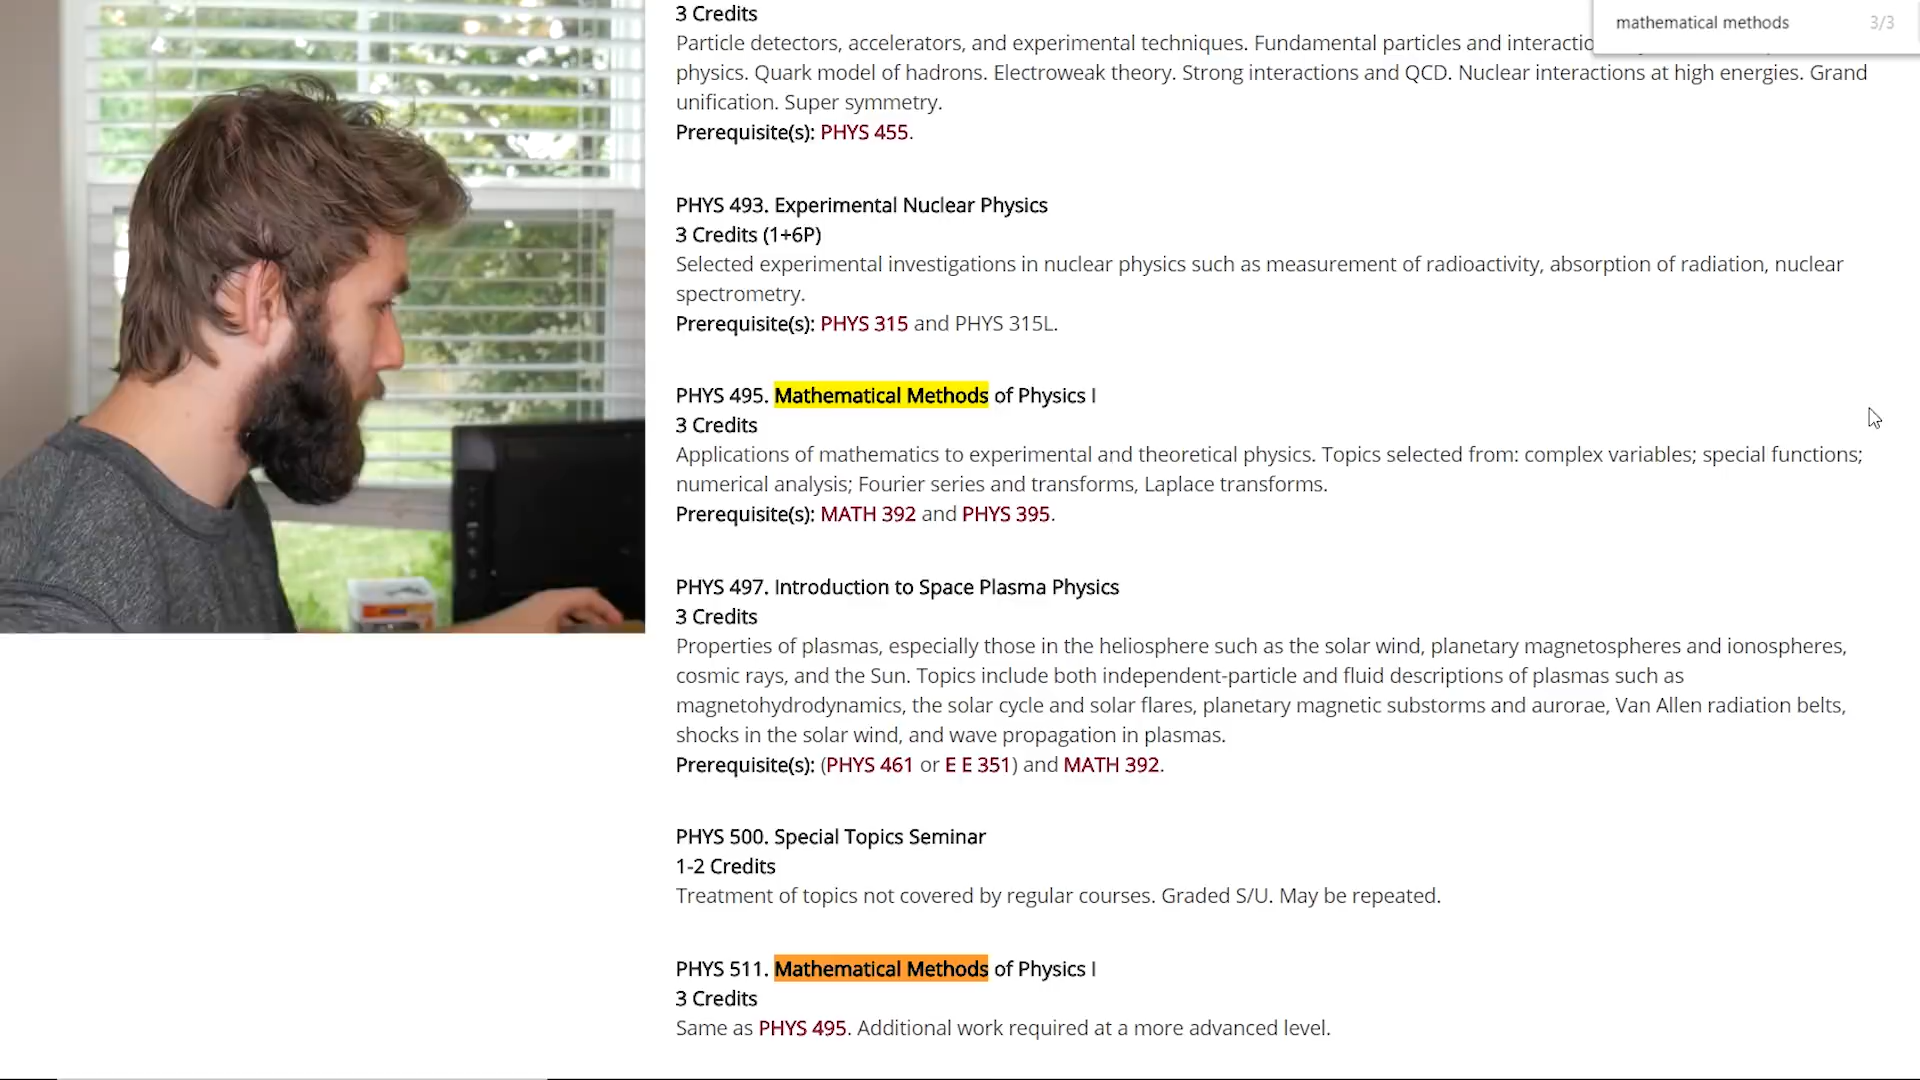 3 Credits
mathematical methods 3/3
Particle detectors, accelerators, and experimental techniques. Fundamental particles and interactio
physics. Quark model of hadrons. Electroweak theory. Strong interactions and QCD. Nuclear interactions at high energies. Grand
unification. Super symmetry.
Prerequisite(s): PHYS 455.
PHYS 493. Experimental Nuclear Physics
3 Credits (1+6P)
Selected experimental investigations in nuclear physics such as measurement of radioactivity, absorption of radiation, nuclear
spectrometry.
Prerequisite(s): PHYS 315 and PHYS 315L.
PHYS 495. Mathematical Methods of Physics I
3 Credits
Applications of mathematics to experimental and theoretical physics. Topics selected from: complex variables; special functions;
numerical analysis; Fourier series and transforms, Laplace transforms.
Prerequisite(s): MATH 392 and PHYS 395.
PHYS 497. Introduction to Space Plasma Physics
3 Credits
Properties of plasmas, especially those in the heliosphere such as the solar wind, planetary magnetospheres and ionospheres,
cosmic rays, and the Sun. Topics include both independent-particle and fluid descriptions of plasmas such as
magnetohydrodynamics, the solar cycle and solar flares, planetary magnetic substorms and aurorae, Van Allen radiation belts,
shocks in the solar wind, and wave propagation in plasmas.
Prerequisite(s): (PHYS 461 or E E 351) and MATH 392.
PHYS 500. Special Topics Seminar
1-2 Credits
Treatment of topics not covered by regular courses. Graded S/U. May be repeated.
PHYS 511. Mathematical Methods of Physics I
3 Credits
Same as PHYS 495. Additional work required at a more advanced level.